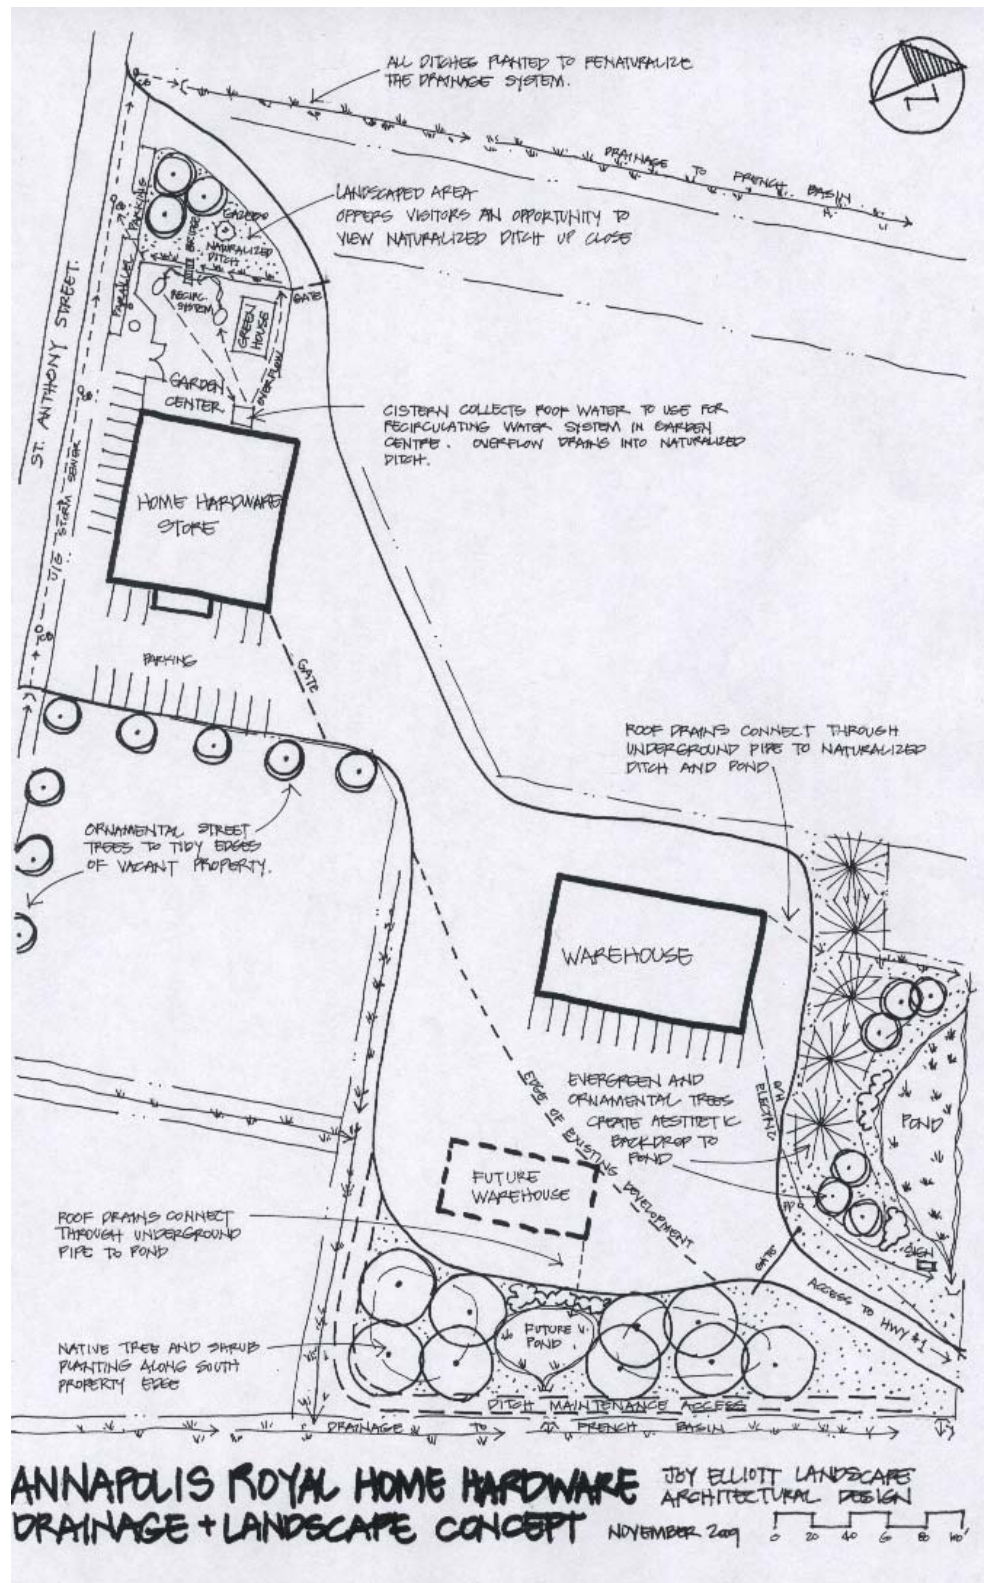 ALL DITCHES PLANTED TO RENATURALIZE
THE DRAINAGE SYSTEM.
DRAINAGE TO FRENCH BASIN
LANDSCAPED AREA
OFFERS VISITORS AN OPPORTUNITY TO
VIEW NATURALIZED DITCH UP CLOSE
CB
PARALLEL PARKING
GAZEBO
BRIDGE
NATURALIZED
DITCH
RECIRC.
SYSTEM
GATE
GREEN
HOUSE
OVERFLOW
GARDEN
CENTER
ST. ANTHONY STREET.
CB
U/G STORM SEWER
CISTERN COLLECTS ROOF WATER TO USE FOR
RECIRCULATING WATER SYSTEM IN GARDEN
CENTRE. OVERFLOW DRAINS INTO NATURALIZED
DITCH.
HOME HARDWARE
STORE
CB
PARKING
GATE
ROOF DRAINS CONNECT THROUGH
UNDERGROUND PIPE TO NATURALIZED
DITCH AND POND
ORNAMENTAL STREET
TREES TO TIDY EDGES
OF VACANT PROPERTY.
WAREHOUSE
EDGE OF EXISTING DEVELOPMENT
EVERGREEN AND
ORNAMENTAL TREES
CREATE AESTHETIC
BACKDROP TO
POND
O/H ELECTRIC
POND
FUTURE
WAREHOUSE
PP
SIGN
GATE
ACCESS TO HWY #1
ROOF DRAINS CONNECT
THROUGH UNDERGROUND
PIPE TO POND
FUTURE
POND
NATIVE TREE AND SHRUB
PLANTING ALONG SOUTH
PROPERTY EDGE
DITCH MAINTENANCE ACCESS
DRAINAGE TO FRENCH BASIN
ANNAPOLIS ROYAL HOME HARDWARE
DRAINAGE + LANDSCAPE CONCEPT
JOY ELLIOTT LANDSCAPE
ARCHITECTURAL DESIGN
NOVEMBER 2009
0 20 40 60 80 100'